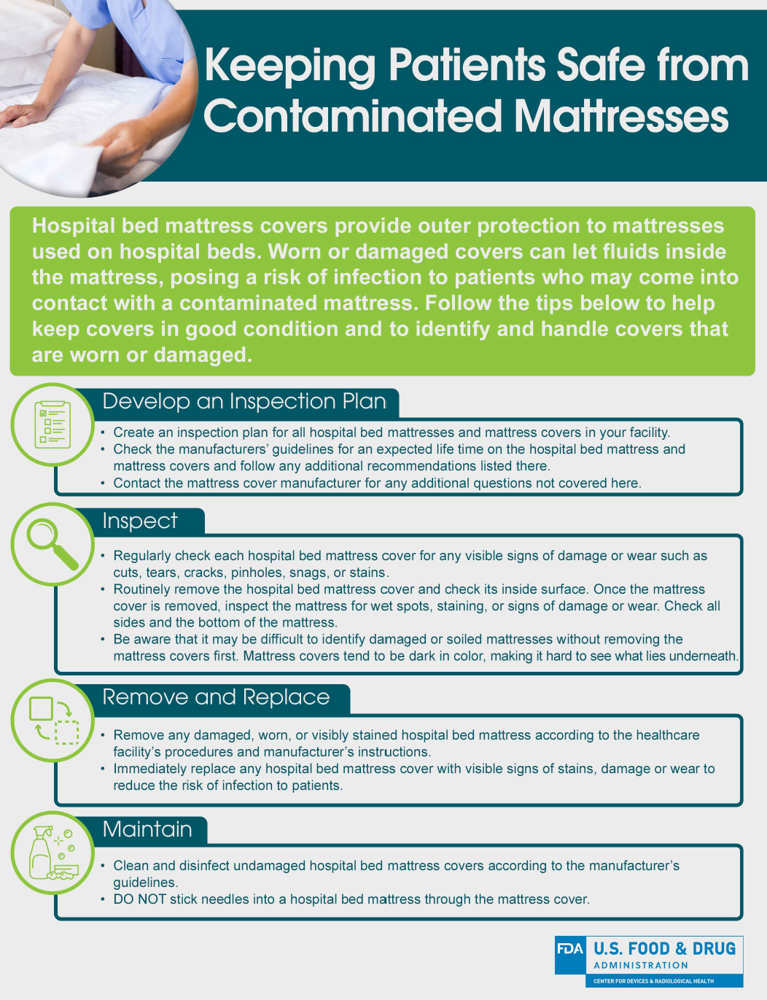 Keeping Patients Safe from
Contaminated Mattresses
Hospital bed mattress covers provide outer protection to mattresses
used on hospital beds. Worn or damaged covers can let fluids inside
the mattress, posing a risk of infection to patients who may come into
contact with a contaminated mattress. Follow the tips below to help
keep covers in good condition and to identify and handle covers that
are worn or damaged.
Develop an Inspection Plan
• Create an inspection plan for all hospital bed mattresses and mattress covers in your facility.
• Check the manufacturers’ guidelines for an expected life time on the hospital bed mattress and
mattress covers and follow any additional recommendations listed there.
• Contact the mattress cover manufacturer for any additional questions not covered here.
Inspect
• Regularly check each hospital bed mattress cover for any visible signs of damage or wear such as
cuts, tears, cracks, pinholes, snags, or stains.
• Routinely remove the hospital bed mattress cover and check its inside surface. Once the mattress
cover is removed, inspect the mattress for wet spots, staining, or signs of damage or wear. Check all
sides and the bottom of the mattress.
• Be aware that it may be difficult to identify damaged or soiled mattresses without removing the
mattress covers first. Mattress covers tend to be dark in color, making it hard to see what lies underneath.
Remove and Replace
• Remove any damaged, worn, or visibly stained hospital bed mattress according to the healthcare
facility’s procedures and manufacturer’s instructions.
• Immediately replace any hospital bed mattress cover with visible signs of stains, damage or wear to
reduce the risk of infection to patients.
Maintain
• Clean and disinfect undamaged hospital bed mattress covers according to the manufacturer’s
guidelines.
• DO NOT stick needles into a hospital bed mattress through the mattress cover.
FDA U.S. FOOD & DRUG
ADMINISTRATION
CENTER FOR DEVICES & RADIOLOGICAL HEALTH